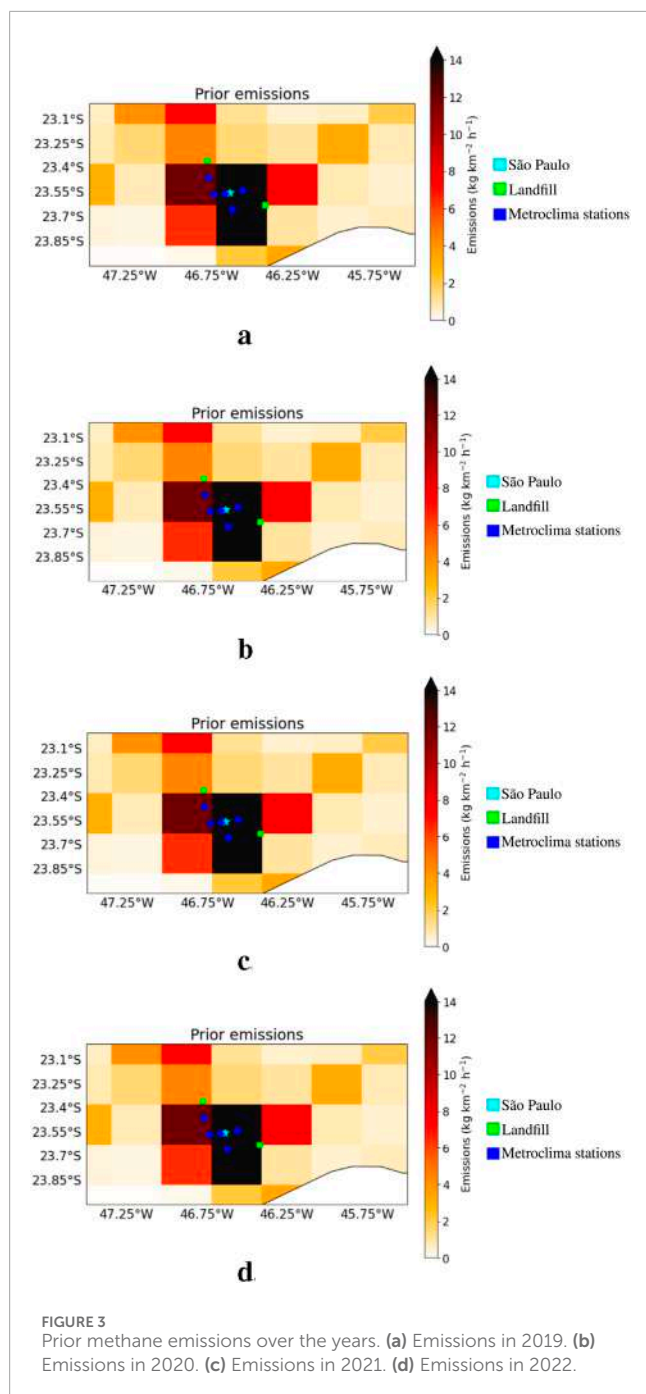 Prior emissions
23.1°S
23.25°S
23.4°S
23.55°S
23.7°S
23.85°S
47.25°W 46.75°W 46.25°W 45.75°W
14
12
10
8
6
4
2
0
Emissions (kg km⁻² h⁻¹)
São Paulo
Landfill
Metroclima stations
a
Prior emissions
23.1°S
23.25°S
23.4°S
23.55°S
23.7°S
23.85°S
47.25°W 46.75°W 46.25°W 45.75°W
14
12
10
8
6
4
2
0
Emissions (kg km⁻² h⁻¹)
São Paulo
Landfill
Metroclima stations
b
Prior emissions
23.1°S
23.25°S
23.4°S
23.55°S
23.7°S
23.85°S
47.25°W 46.75°W 46.25°W 45.75°W
14
12
10
8
6
4
2
0
Emissions (kg km⁻² h⁻¹)
São Paulo
Landfill
Metroclima stations
c.
Prior emissions
23.1°S
23.25°S
23.4°S
23.55°S
23.7°S
23.85°S
47.25°W 46.75°W 46.25°W 45.75°W
14
12
10
8
6
4
2
0
Emissions (kg km⁻² h⁻¹)
São Paulo
Landfill
Metroclima stations
d.
FIGURE 3
Prior methane emissions over the years. (a) Emissions in 2019. (b)
Emissions in 2020. (c) Emissions in 2021. (d) Emissions in 2022.